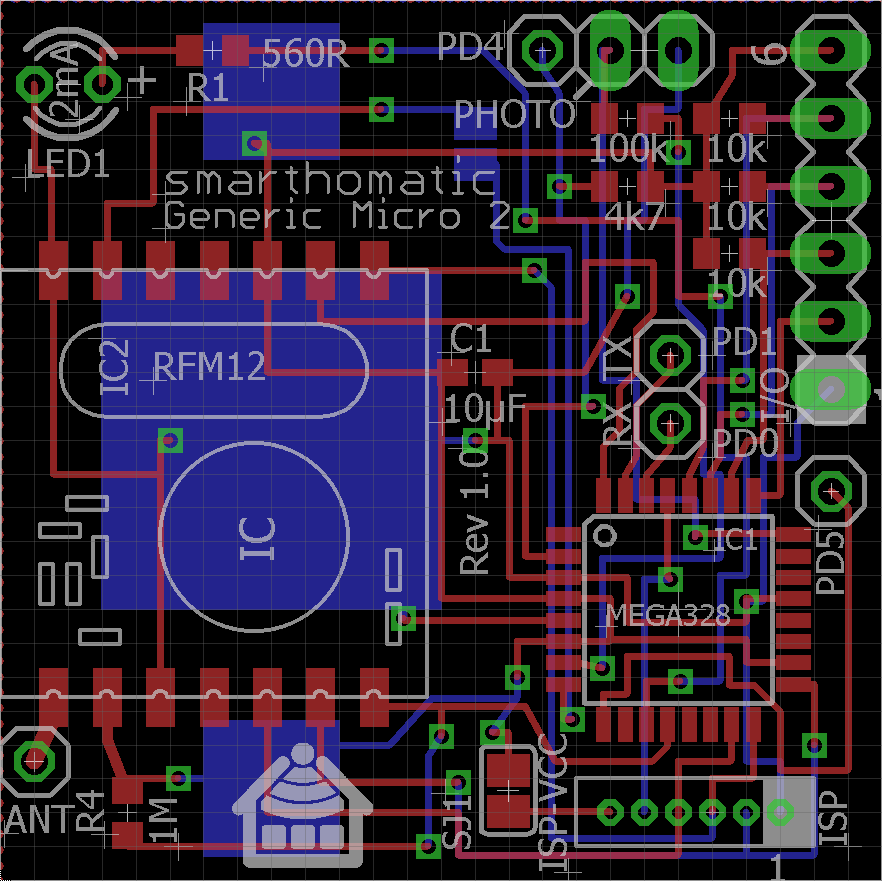 2mA
+
R1
560R
PD4
6
PHOTO
LED1
100k
10k
smarthomatic
Generic Micro 2
4k7
10k
10k
IC2
RFM12
C1
TX
PD1
I/O
1
10µF
RX
PD0
IC
Rev 1.0
IC1
PD5
MEGA328
ANT
R4
1M
SJ1
ISP-VCC
ISP
1